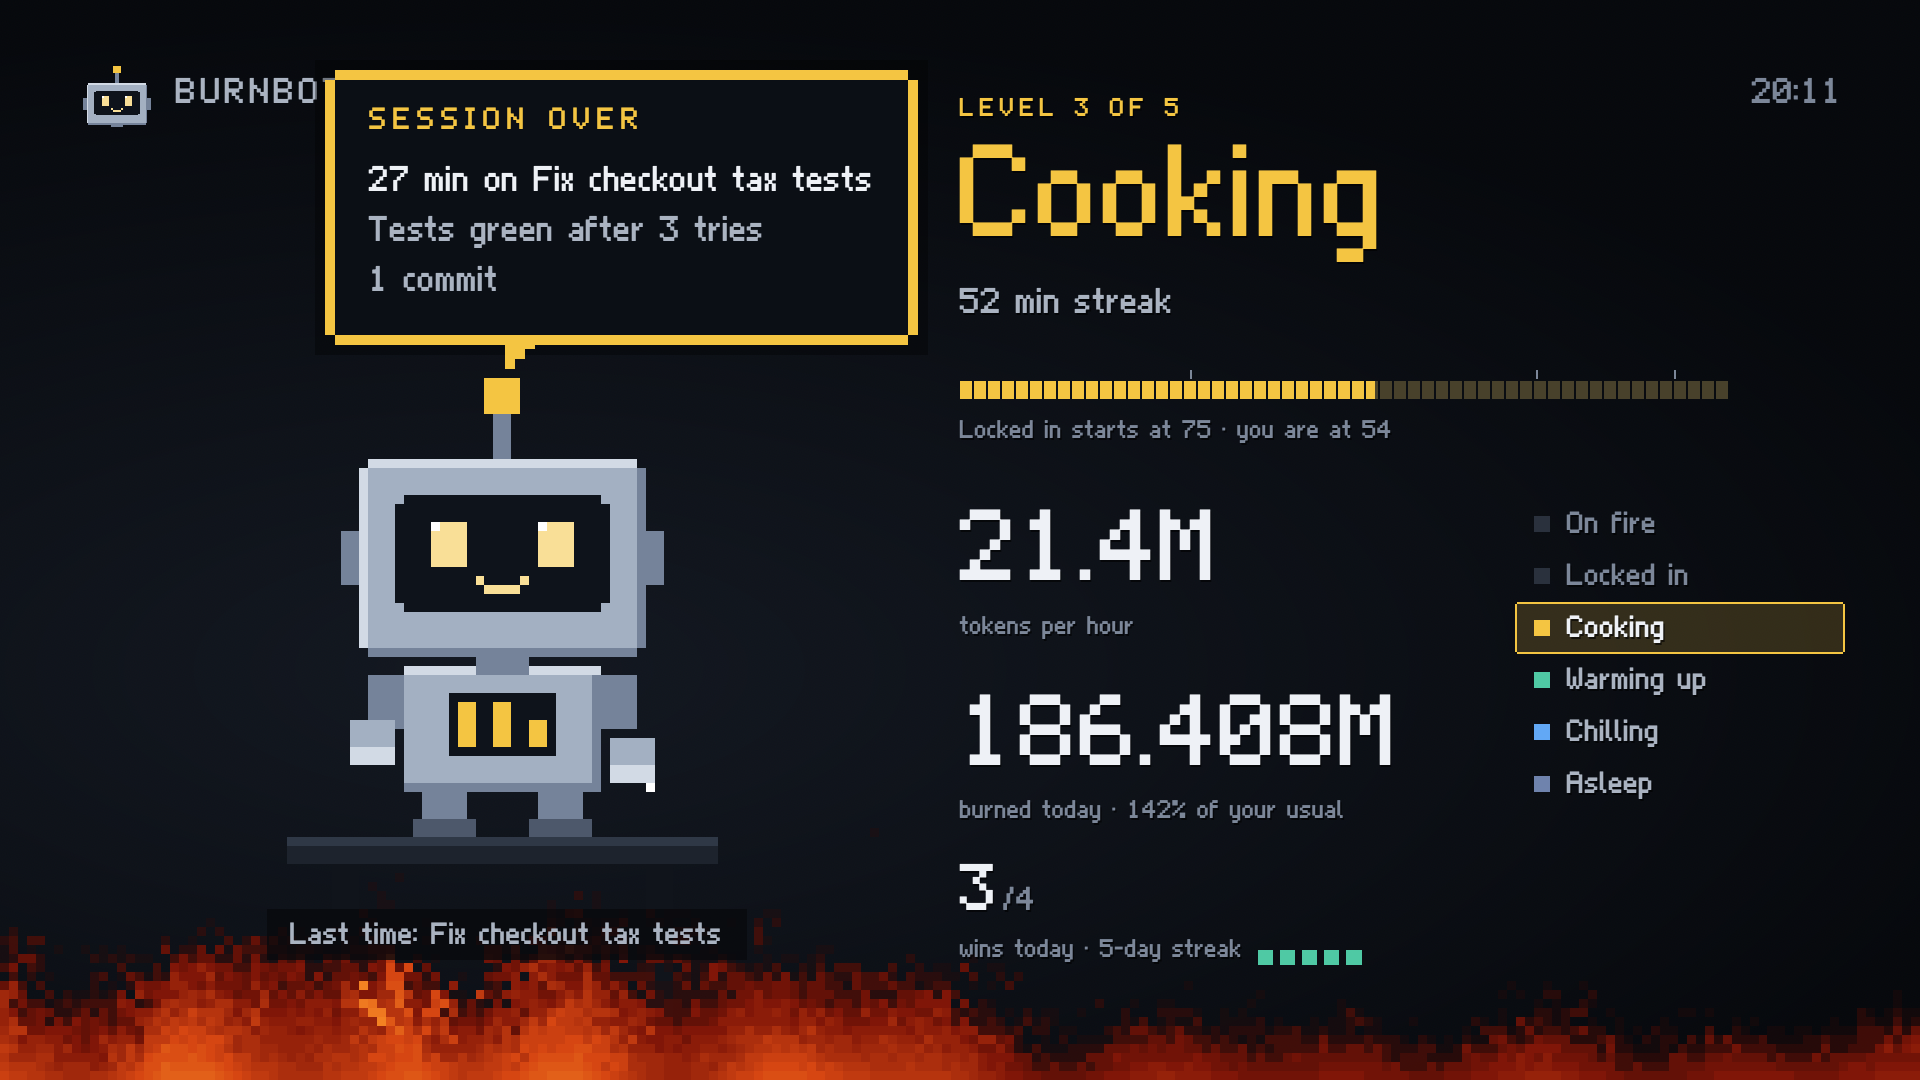 BURNBO
SESSION OVER
27 min on Fix checkout tax tests
Tests green after 3 tries
1 commit
Last time: Fix checkout tax tests
20:11
LEVEL 3 OF 5
Cooking
52 min streak
Locked in starts at 75 · you are at 54
21.4M
tokens per hour
186.408M
burned today · 142% of your usual
3/4
wins today · 5-day streak
On fire
Locked in
Cooking
Warming up
Chilling
Asleep